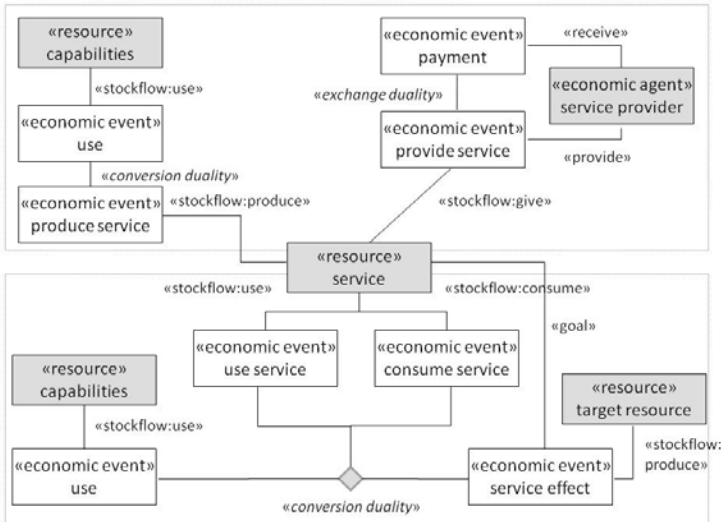 «resource»
capabilities
«stockflow:use»
«economic event»
use
«conversion duality»
«economic event»
produce service
«stockflow:produce»
«economic event»
payment
«receive»
«exchange duality»
«economic agent»
service provider
«economic event»
provide service
«provide»
«stockflow:give»
«resource»
service
«stockflow:use»
«stockflow:consume»
«goal»
«economic event»
use service
«economic event»
consume service
«resource»
capabilities
«stockflow:use»
«economic event»
use
«resource»
target resource
«stockflow:
produce»
«economic event»
service effect
«conversion duality»